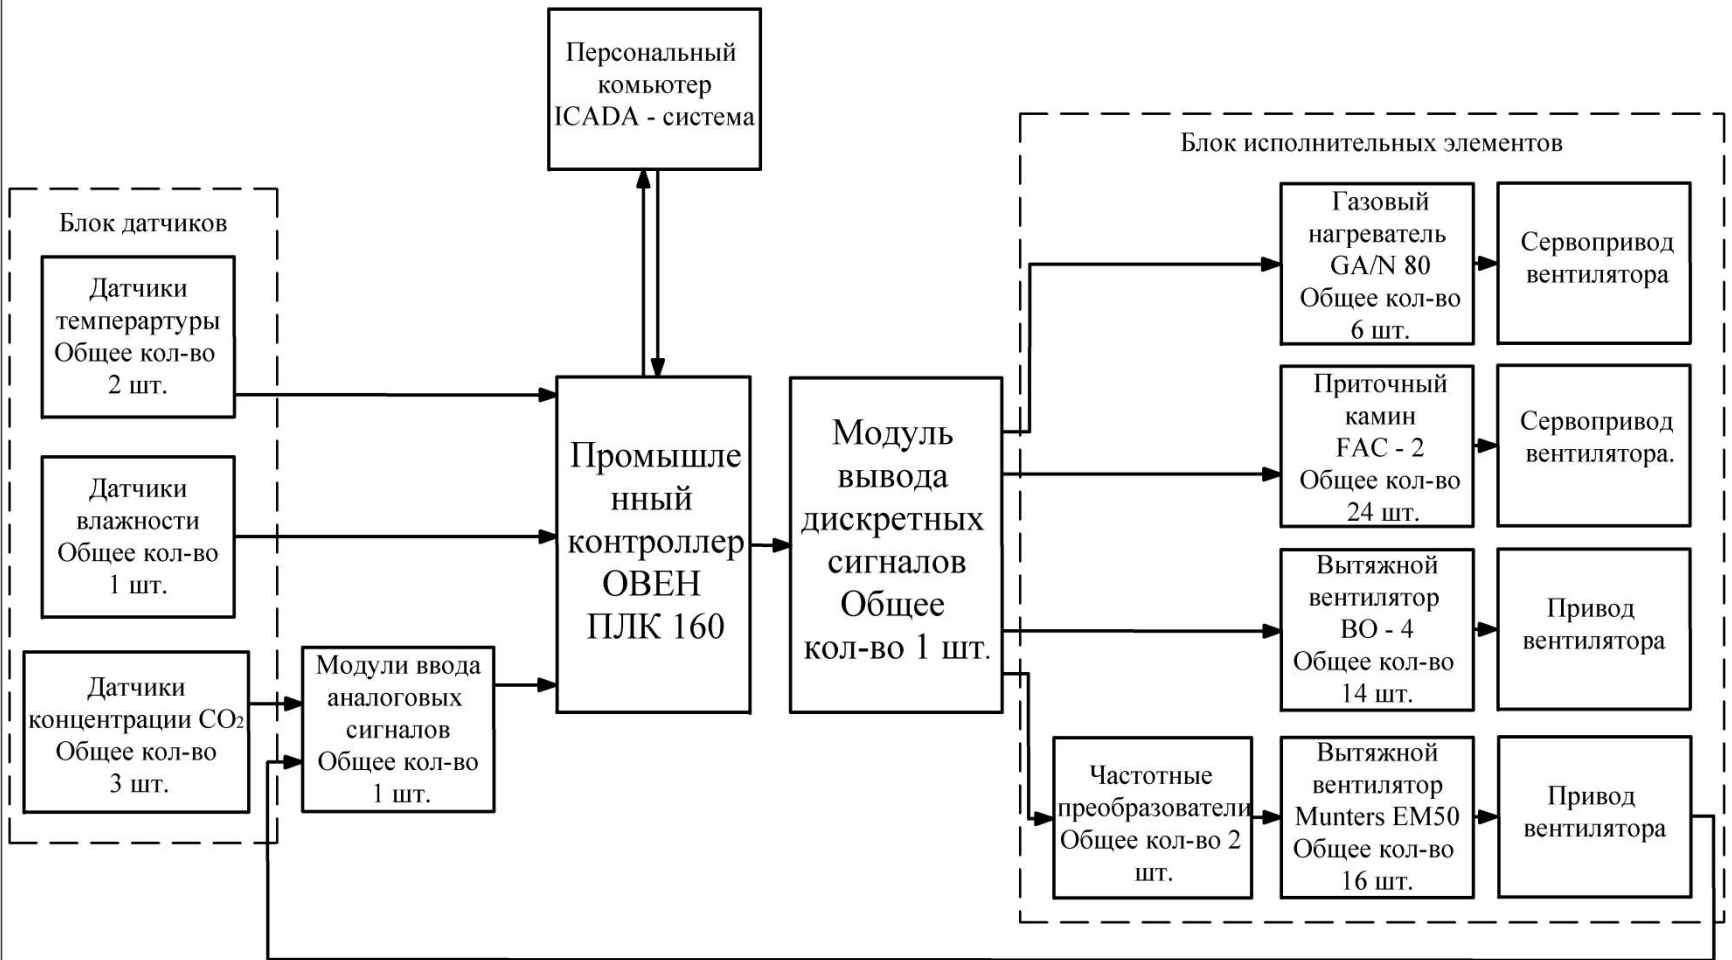 Персональный
комьютер
ICADA - система
Блок датчиков
Датчики
темперартуры
Общее кол-во
2 шт.
Датчики
влажности
Общее кол-во
1 шт.
Датчики
концентрации CO₂
Общее кол-во
3 шт.
Модули ввода
аналоговых
сигналов
Общее кол-во
1 шт.
Промышле
нный
контроллер
ОВЕН
ПЛК 160
Модуль
вывода
дискретных
сигналов
Общее
кол-во 1 шт.
Блок исполнительных элементов
Газовый
нагреватель
GA/N 80
Общее кол-во
6 шт.
Сервопривод
вентилятора
Приточный
камин
FAC - 2
Общее кол-во
24 шт.
Сервопривод
вентилятора.
Вытяжной
вентилятор
ВО - 4
Общее кол-во
14 шт.
Привод
вентилятора
Частотные
преобразователи
Общее кол-во 2
шт.
Вытяжной
вентилятор
Munters EM50
Общее кол-во
16 шт.
Привод
вентилятора